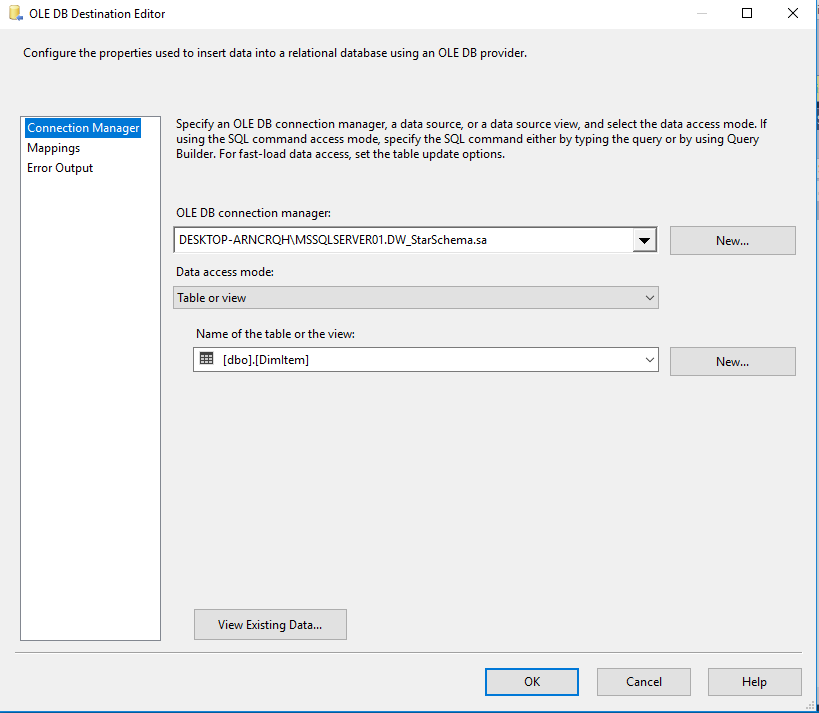 OLE DB Destination Editor
Configure the properties used to insert data into a relational database using an OLE DB provider.
Connection Manager
Mappings
Error Output
Specify an OLE DB connection manager, a data source, or a data source view, and select the data access mode. If
using the SQL command access mode, specify the SQL command either by typing the query or by using Query
Builder. For fast-load data access, set the table update options.
OLE DB connection manager:
DESKTOP-ARNCRQH\MSSQLSERVER01.DW_StarSchema.sa
New...
Data access mode:
Table or view
Name of the table or the view:
[dbo].[DimItem]
New...
View Existing Data...
OK
Cancel
Help